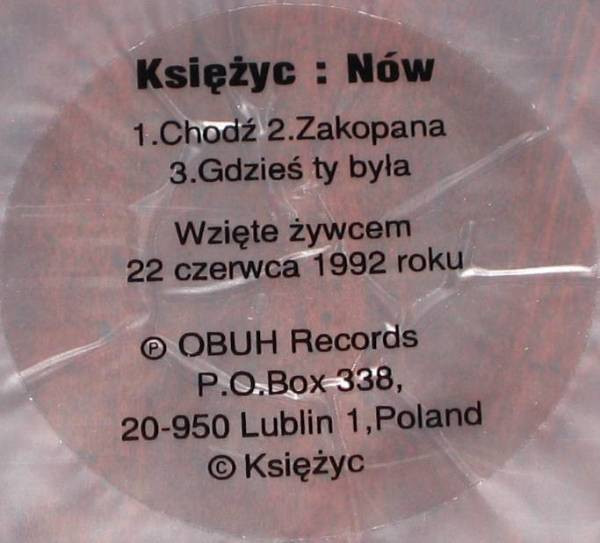 Księżyc : Nów
1.Chodź 2.Zakopana
3.Gdzieś ty była
Wzięte żywcem
22 czerwca 1992 roku
℗ OBUH Records
P.O.Box 338,
20-950 Lublin 1,Poland
© Księżyc